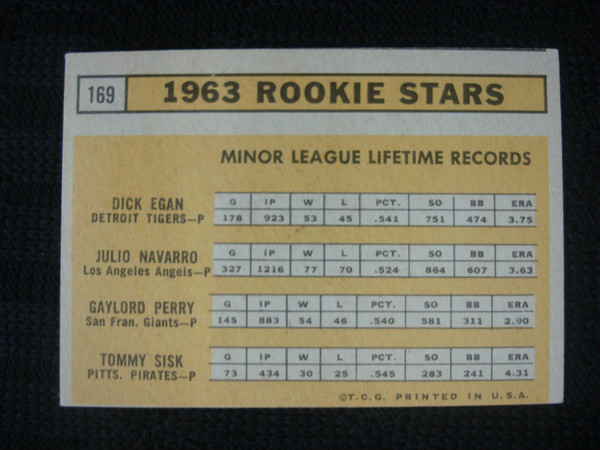 169 1963 ROOKIE STARS
MINOR LEAGUE LIFETIME RECORDS
DICK EGAN
DETROIT TIGERS—P
G IP W L PCT. SO BB ERA
178 923 53 45 .541 751 474 3.75
JULIO NAVARRO
Los Angeles Angels—P
G IP W L PCT. SO BB ERA
327 1216 77 70 .524 864 607 3.63
GAYLORD PERRY
San Fran. Giants—P
G IP W L PCT. SO BB ERA
145 883 54 46 .540 581 311 2.90
TOMMY SISK
PITTS. PIRATES—P
G IP W L PCT. SO BB ERA
73 434 30 25 .545 283 241 4.31
©T.C.G. PRINTED IN U.S.A.